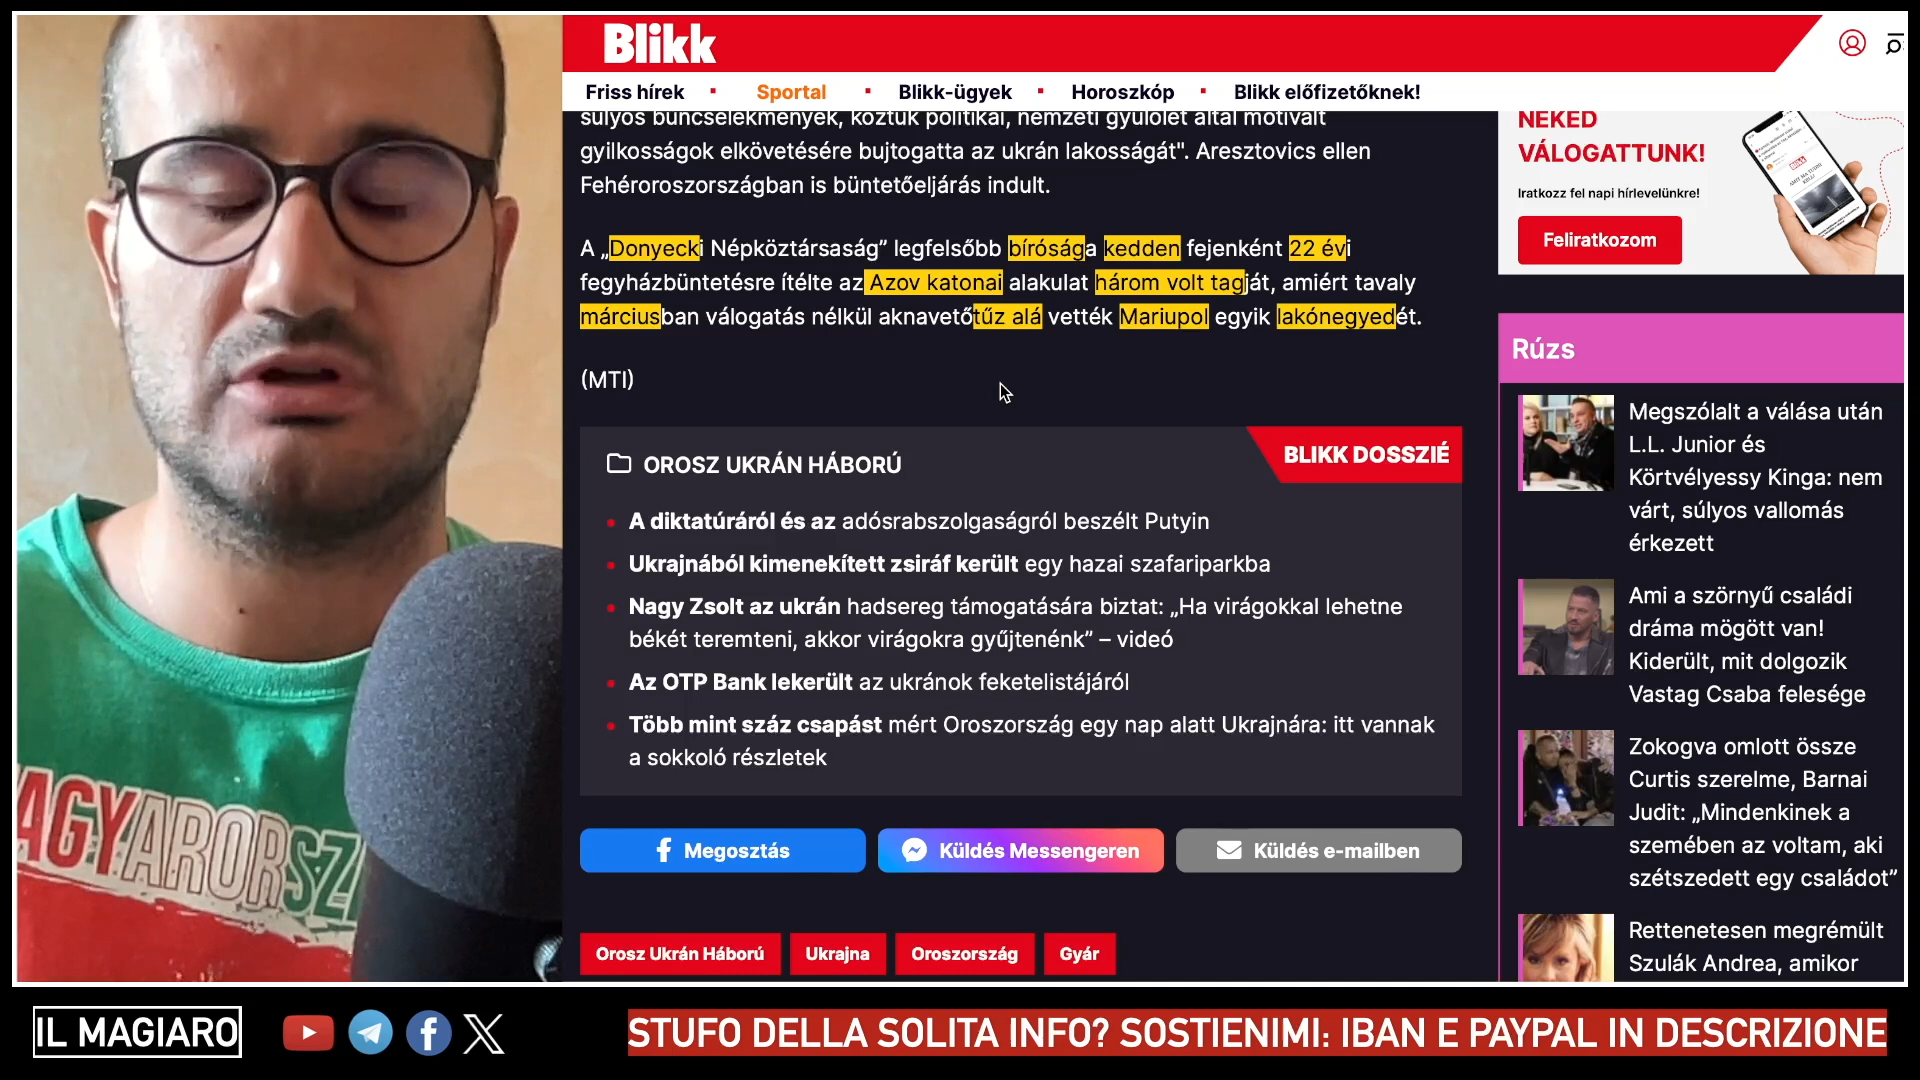 Blikk
Friss hírek · Sportal · Blikk-ügyek · Horoszkóp · Blikk előfizetőknek!
súlyos bűncselekmények, köztük politikai, nemzeti gyűlölet által motivált
gyilkosságok elkövetésére bujtogatta az ukrán lakosságát". Aresztovics ellen
Fehéroroszországban is büntetőeljárás indult.
A „Donyecki Népköztársaság” legfelsőbb bírósága kedden fejenként 22 évi
fegyházbüntetésre ítélte az Azov katonai alakulat három volt tagját, amiért tavaly
márciusban válogatás nélkül aknavetőtűz alá vették Mariupol egyik lakónegyedét.
(MTI)
OROSZ UKRÁN HÁBORÚ
BLIKK DOSSZIÉ
A diktatúráról és az adósrabszolgaságról beszélt Putyin
Ukrajnából kimenekített zsiráf került egy hazai szafariparkba
Nagy Zsolt az ukrán hadsereg támogatására biztat: „Ha virágokkal lehetne
békét teremteni, akkor virágokra gyűjtenénk” – videó
Az OTP Bank lekerült az ukránok feketelistájáról
Több mint száz csapást mért Oroszország egy nap alatt Ukrajnára: itt vannak
a sokkoló részletek
Megosztás
Küldés Messengeren
Küldés e-mailben
Orosz Ukrán Háború
Ukrajna
Oroszország
Gyár
NEKED
VÁLOGATTUNK!
Iratkozz fel napi hírlevelünkre!
Feliratkozom
Rúzs
Megszólalt a válása után
L.L. Junior és
Körtvélyessy Kinga: nem
várt, súlyos vallomás
érkezett
Ami a szörnyű családi
dráma mögött van!
Kiderült, mit dolgozik
Vastag Csaba felesége
Zokogva omlott össze
Curtis szerelme, Barnai
Judit: „Mindenkinek a
szemében az voltam, aki
szétszedett egy családot”
Rettenetesen megrémült
Szulák Andrea, amikor
AGYARORSZ
IL MAGIARO
STUFO DELLA SOLITA INFO? SOSTIENIMI: IBAN E PAYPAL IN DESCRIZIONE